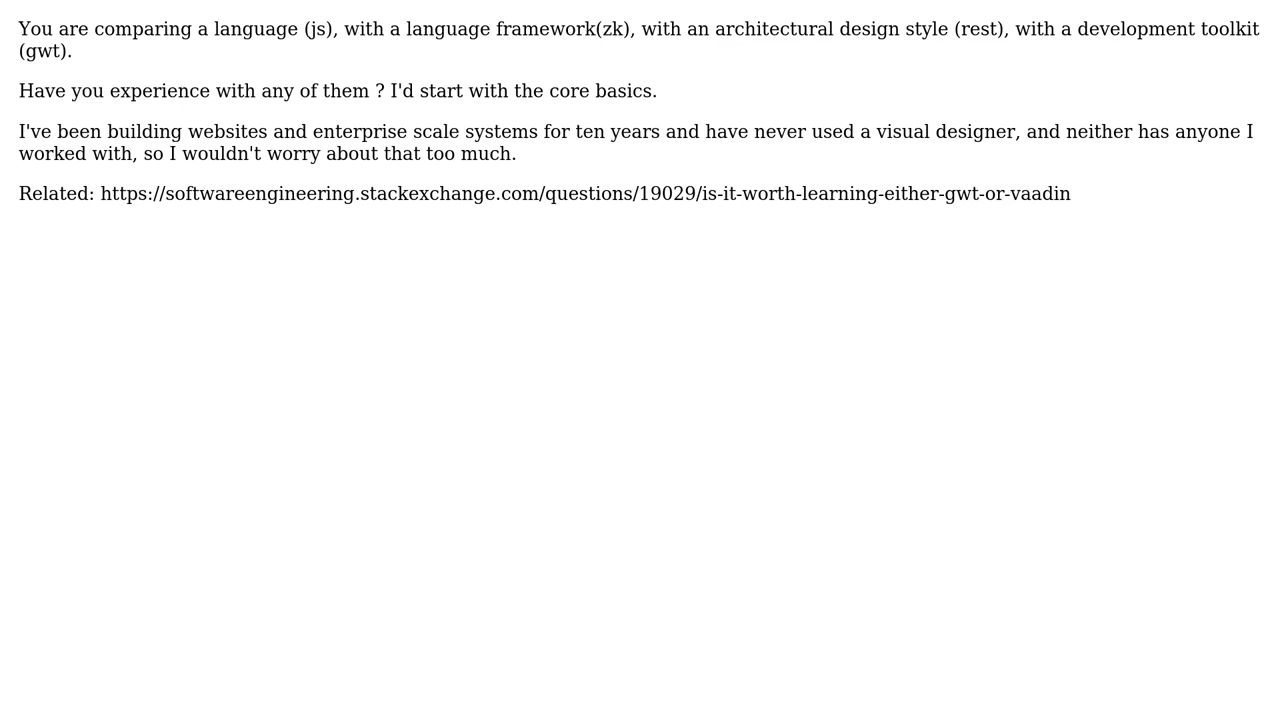 You are comparing a language (js), with a language framework(zk), with an architectural design style (rest), with a development toolkit
(gwt).
Have you experience with any of them ? I'd start with the core basics.
I've been building websites and enterprise scale systems for ten years and have never used a visual designer, and neither has anyone I
worked with, so I wouldn't worry about that too much.
Related: https://softwareengineering.stackexchange.com/questions/19029/is-it-worth-learning-either-gwt-or-vaadin